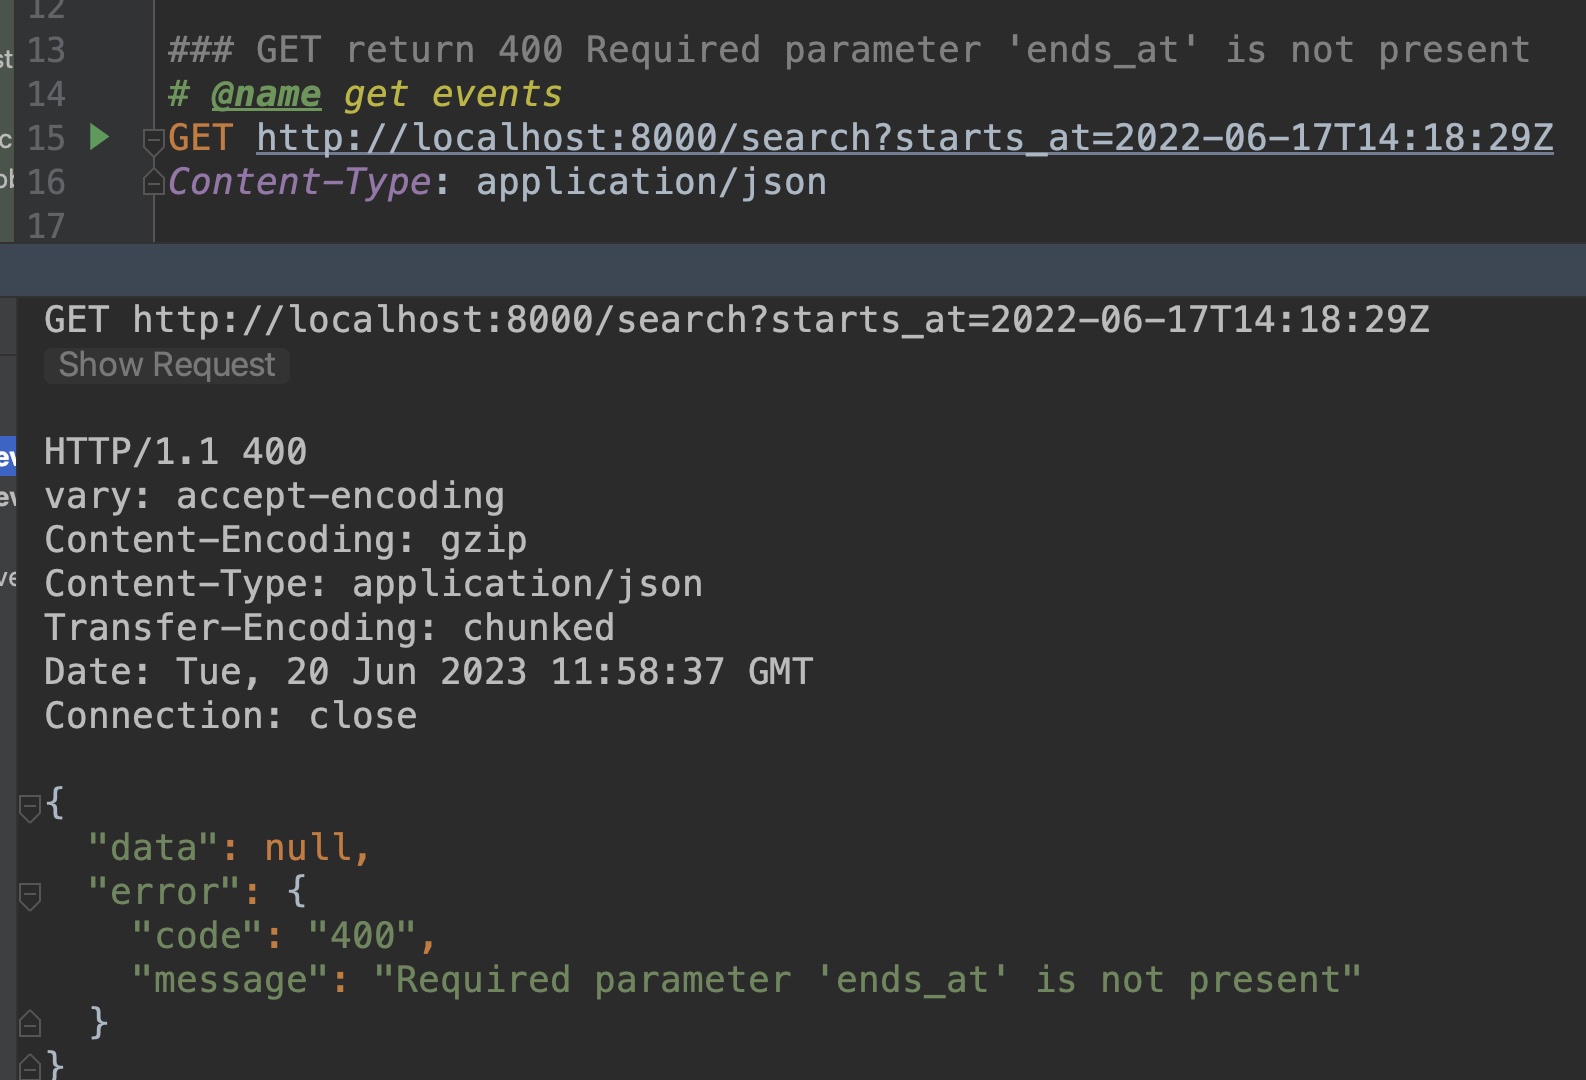 12
13 ### GET return 400 Required parameter 'ends_at' is not present
14 # @name get events
15 GET http://localhost:8000/search?starts_at=2022-06-17T14:18:29Z
16 Content-Type: application/json
17
GET http://localhost:8000/search?starts_at=2022-06-17T14:18:29Z
Show Request
HTTP/1.1 400
vary: accept-encoding
Content-Encoding: gzip
Content-Type: application/json
Transfer-Encoding: chunked
Date: Tue, 20 Jun 2023 11:58:37 GMT
Connection: close
{
"data": null,
"error": {
"code": "400",
"message": "Required parameter 'ends_at' is not present"
}
}